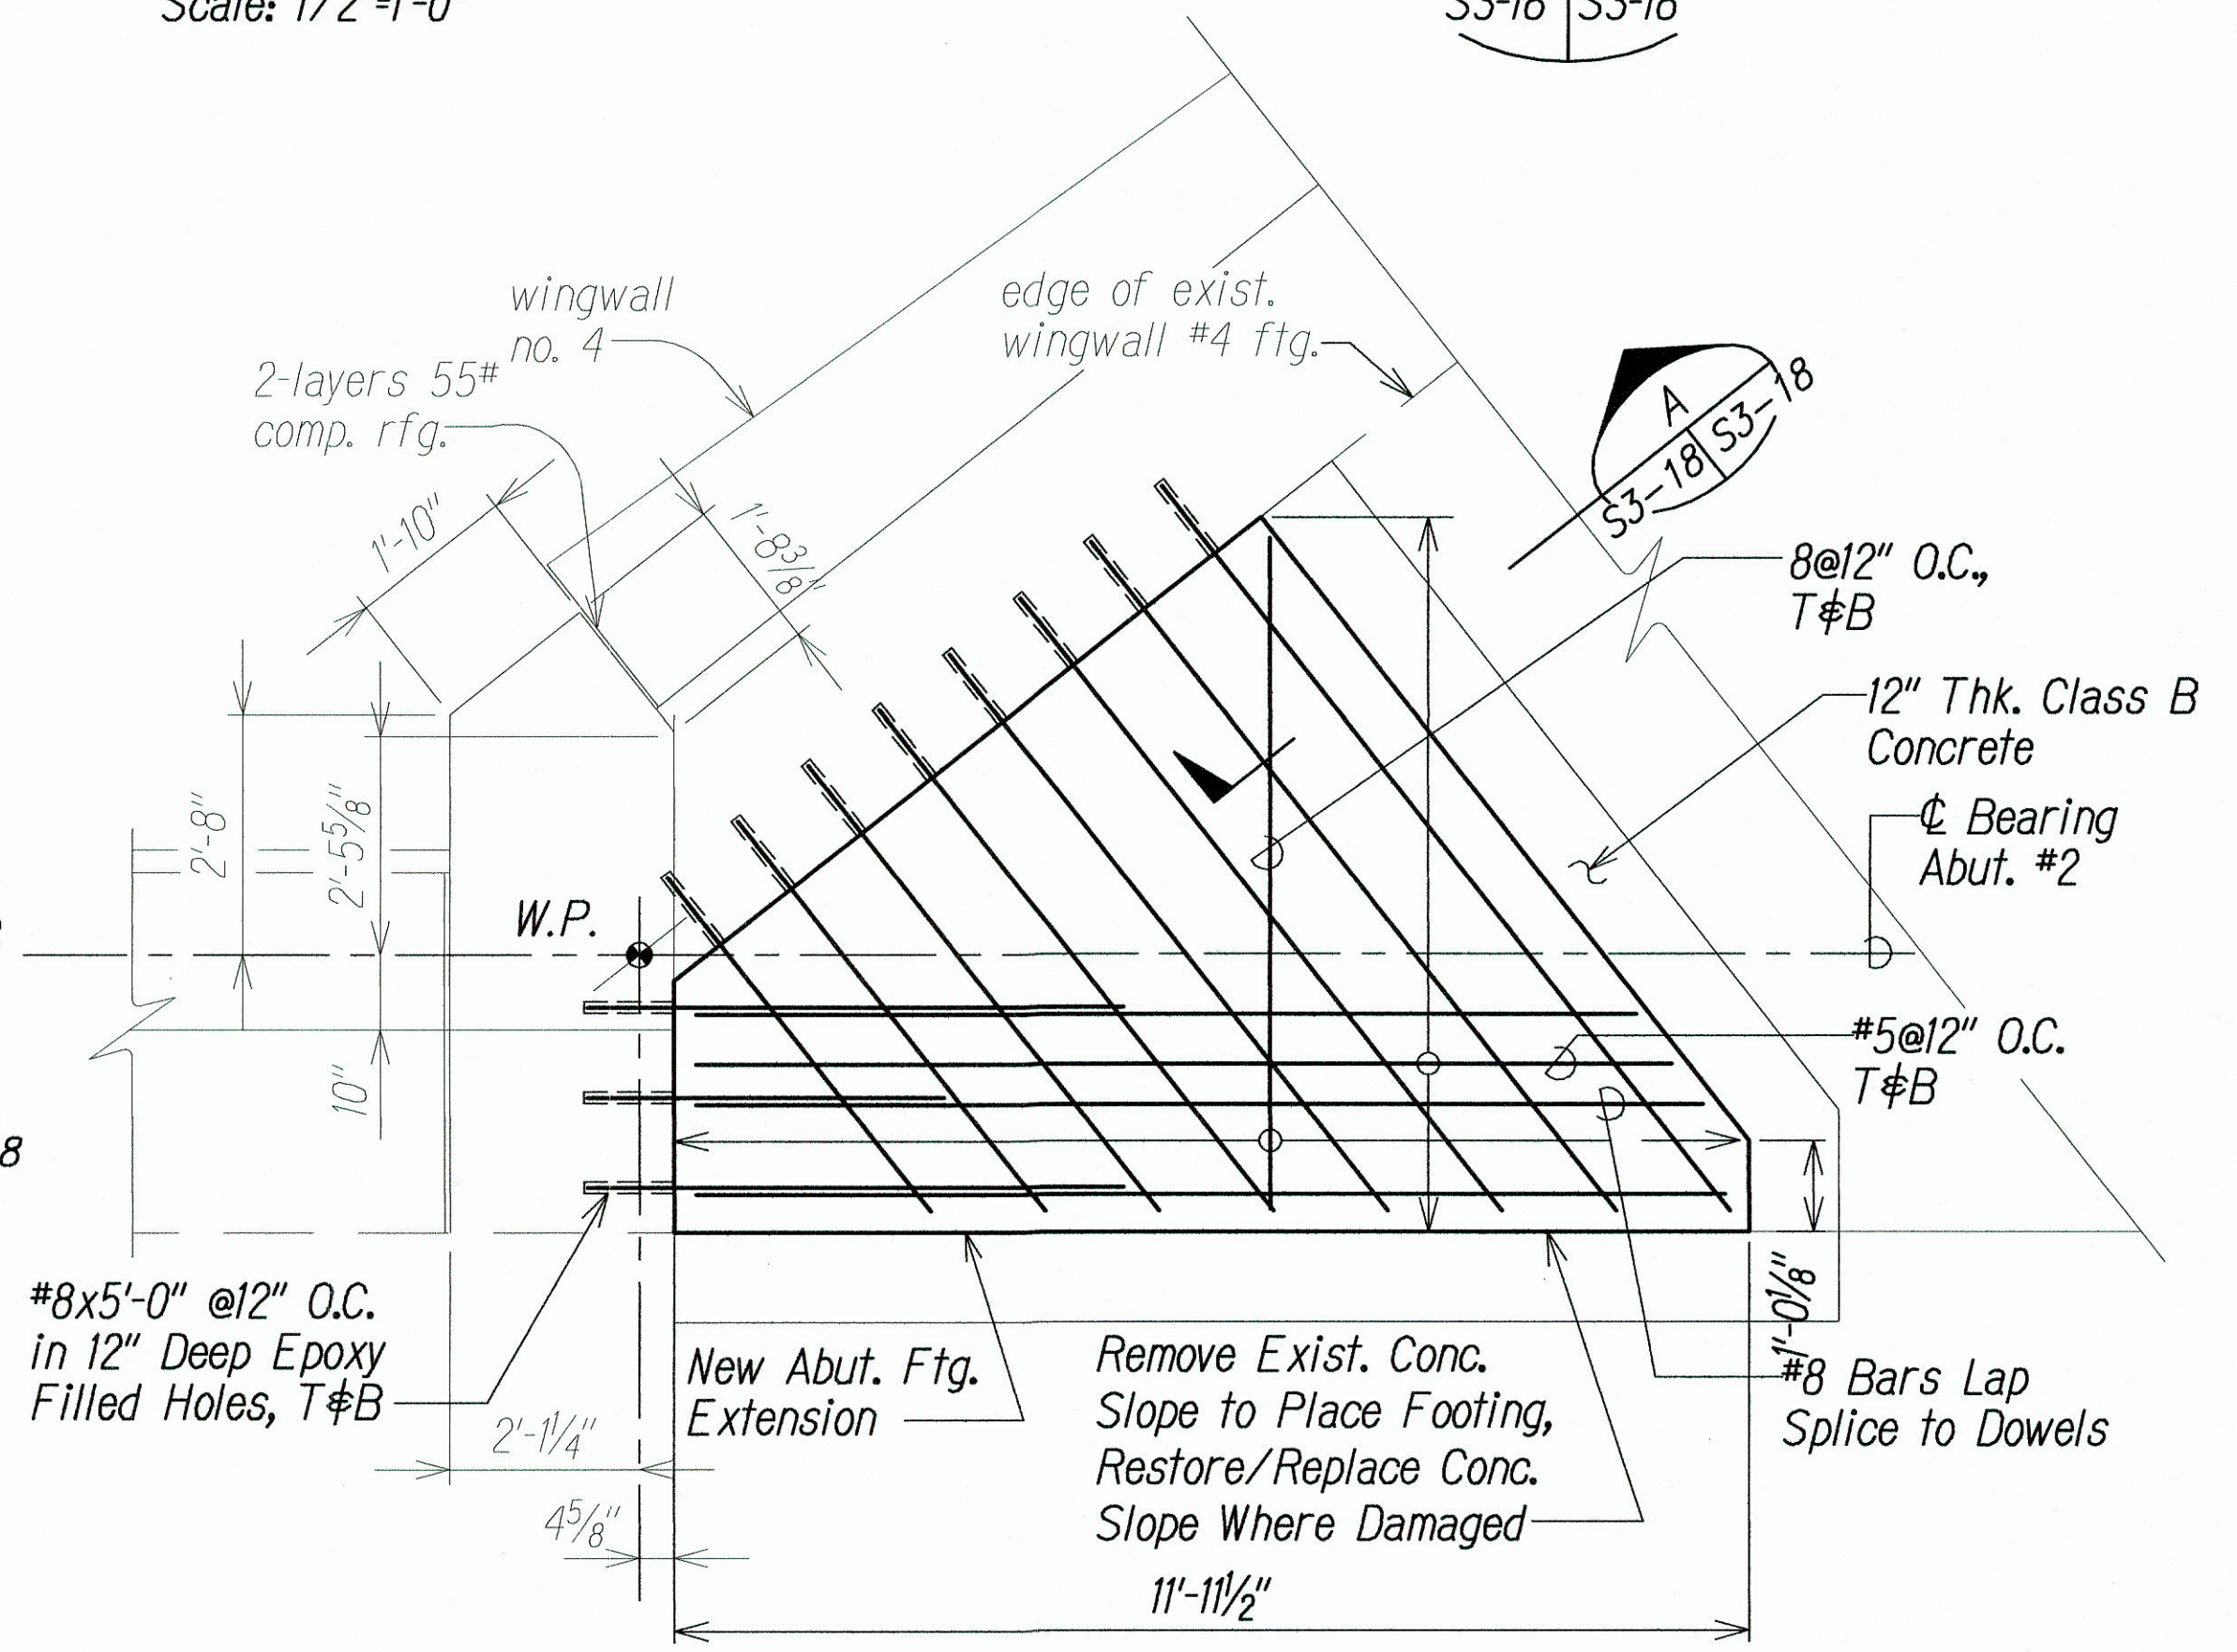 Scale: 1/2"=1'-0"
S3-18 S3-18
wingwall
no. 4
edge of exist.
wingwall #4 ftg.
2-layers 55#
comp. rfg.
A
S3-18 S3-18
1'-10"
1'-8 3/8"
8@12" O.C.,
T&B
12" Thk. Class B
Concrete
2'-8"
2'-5 5/8"
W.P.
℄ Bearing
Abut. #2
#5@12" O.C.
T&B
10"
8
1'-0 1/8"
#8x5'-0" @12" O.C.
in 12" Deep Epoxy
Filled Holes, T&B
New Abut. Ftg.
Extension
Remove Exist. Conc.
Slope to Place Footing,
Restore/Replace Conc.
Slope Where Damaged
#8 Bars Lap
Splice to Dowels
2'-1 1/4"
4 5/8"
11'-11 1/2"